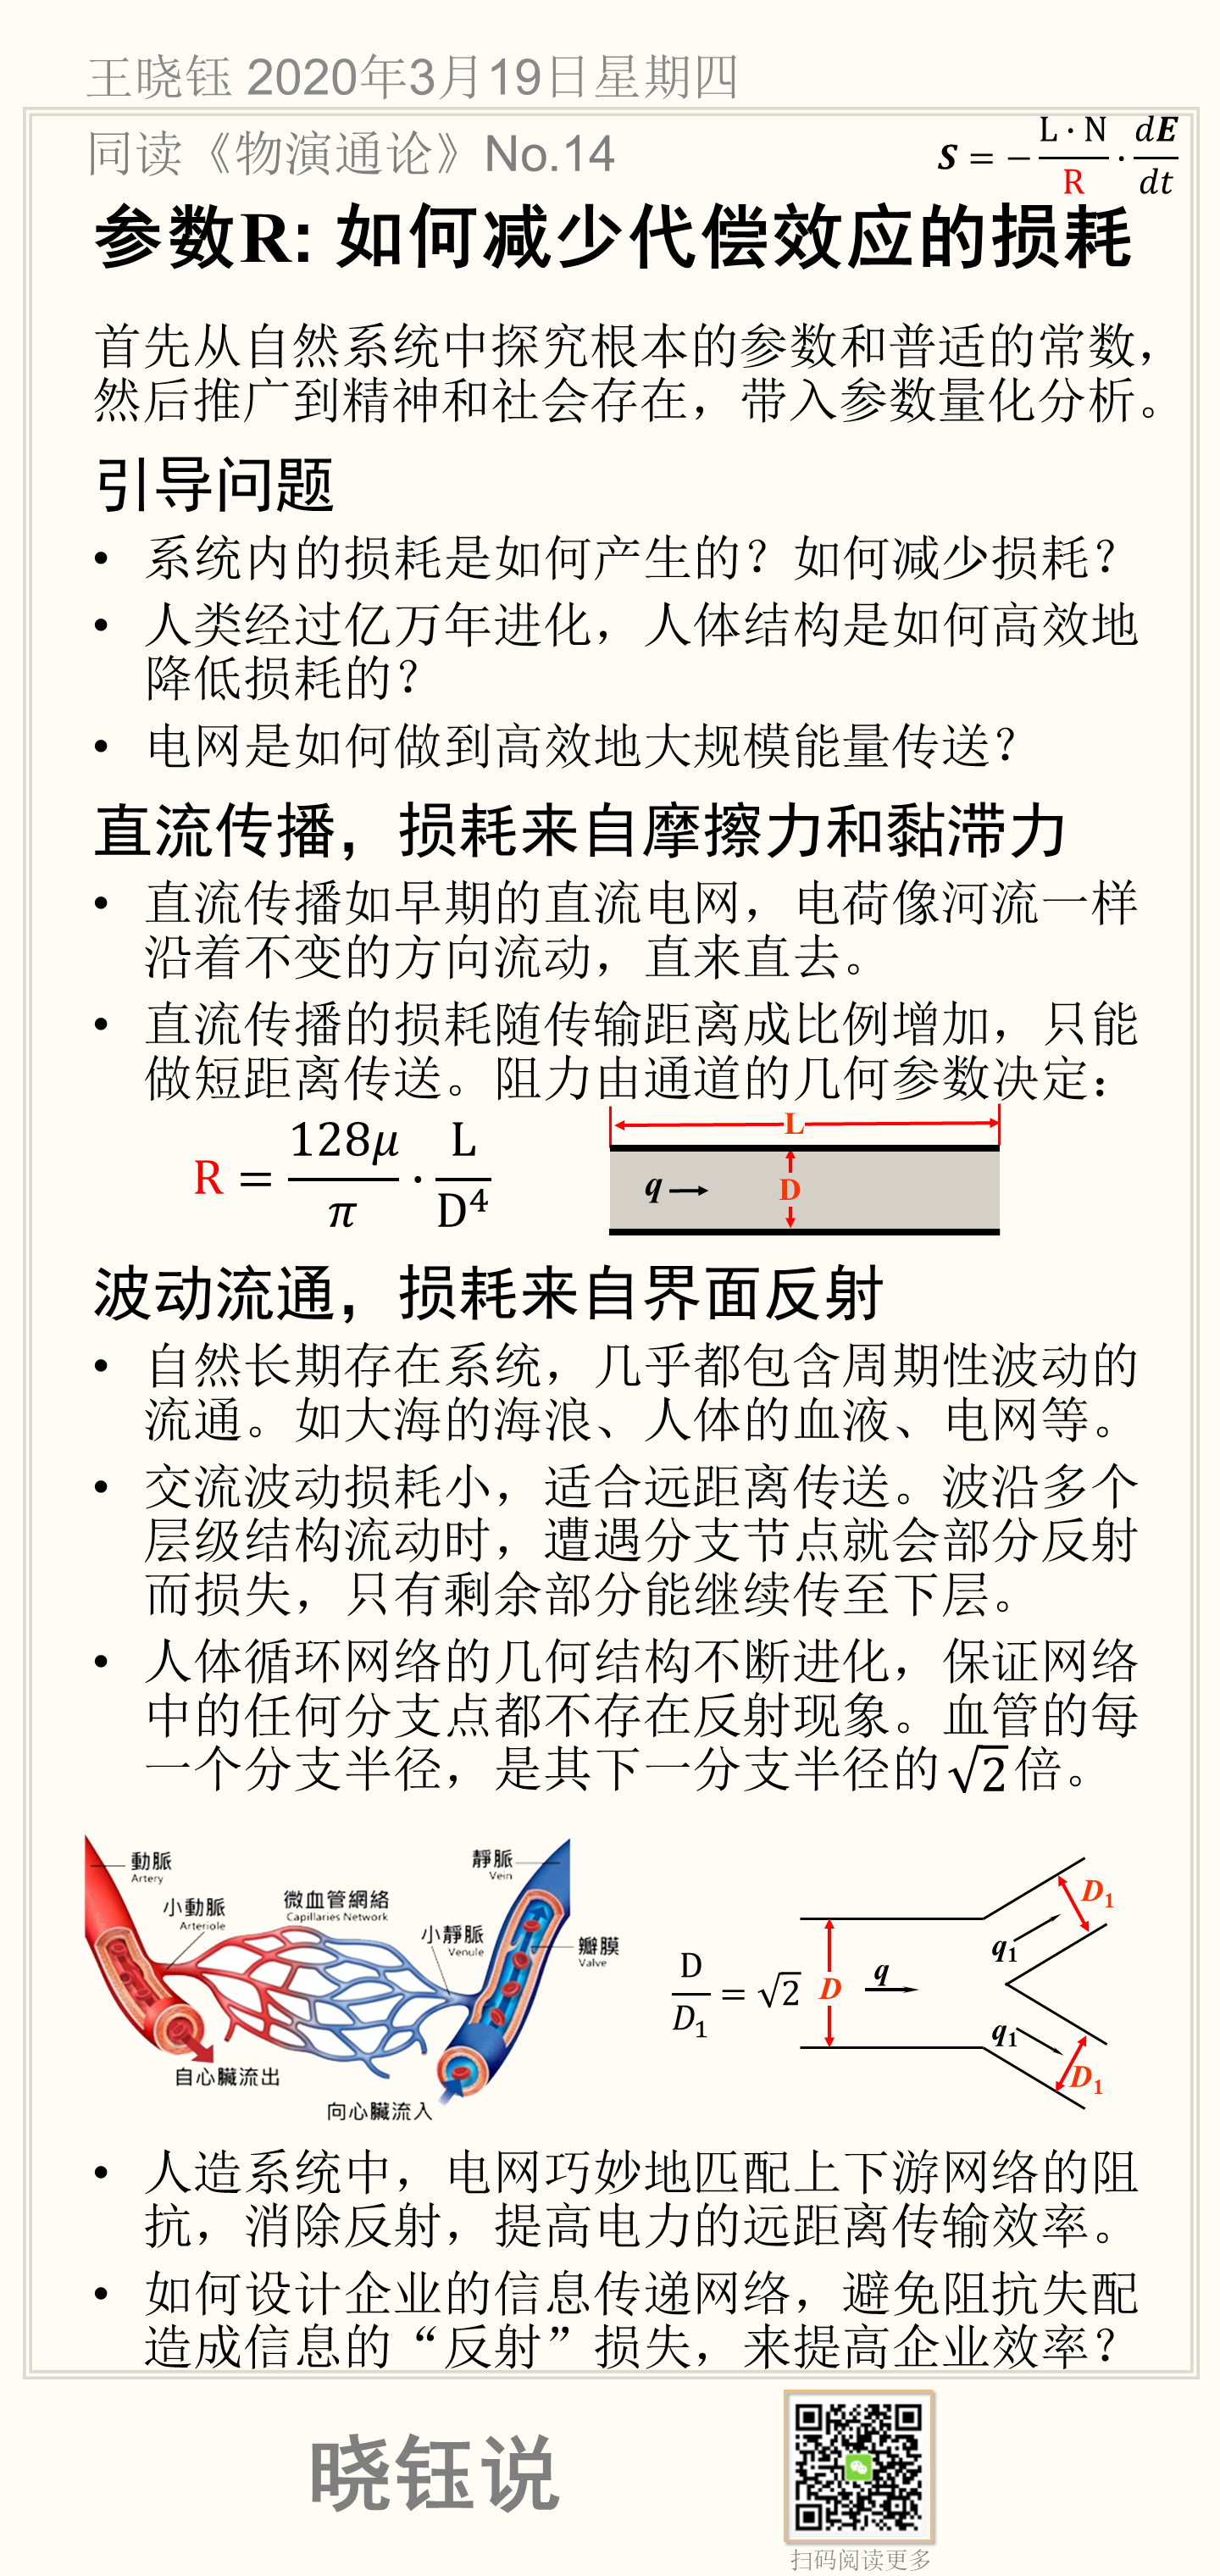 王晓钰 2020年3月19日星期四
同读《物演通论》No.14
S = − L · N / R · dE / dt
参数R: 如何减少代偿效应的损耗
首先从自然系统中探究根本的参数和普适的常数，
然后推广到精神和社会存在，带入参数量化分析。
引导问题
• 系统内的损耗是如何产生的？如何减少损耗？
• 人类经过亿万年进化，人体结构是如何高效地
降低损耗的？
• 电网是如何做到高效地大规模能量传送？
直流传播，损耗来自摩擦力和黏滞力
• 直流传播如早期的直流电网，电荷像河流一样
沿着不变的方向流动，直来直去。
• 直流传播的损耗随传输距离成比例增加，只能
做短距离传送。阻力由通道的几何参数决定：
R = 128μ / π · L / D⁴
L
q
D
波动流通，损耗来自界面反射
• 自然长期存在系统，几乎都包含周期性波动的
流通。如大海的海浪、人体的血液、电网等。
• 交流波动损耗小，适合远距离传送。波沿多个
层级结构流动时，遭遇分支节点就会部分反射
而损失，只有剩余部分能继续传至下层。
• 人体循环网络的几何结构不断进化，保证网络
中的任何分支点都不存在反射现象。血管的每
一个分支半径，是其下一分支半径的√2倍。
動脈
Artery
小動脈
Arteriole
微血管網絡
Capillaries Network
靜脈
Vein
小靜脈
Venule
瓣膜
Valve
自心臟流出
向心臟流入
D / D₁ = √2
D
q
q₁
D₁
q₁
D₁
• 人造系统中，电网巧妙地匹配上下游网络的阻
抗，消除反射，提高电力的远距离传输效率。
• 如何设计企业的信息传递网络，避免阻抗失配
造成信息的“反射”损失，来提高企业效率？
晓钰说
扫码阅读更多